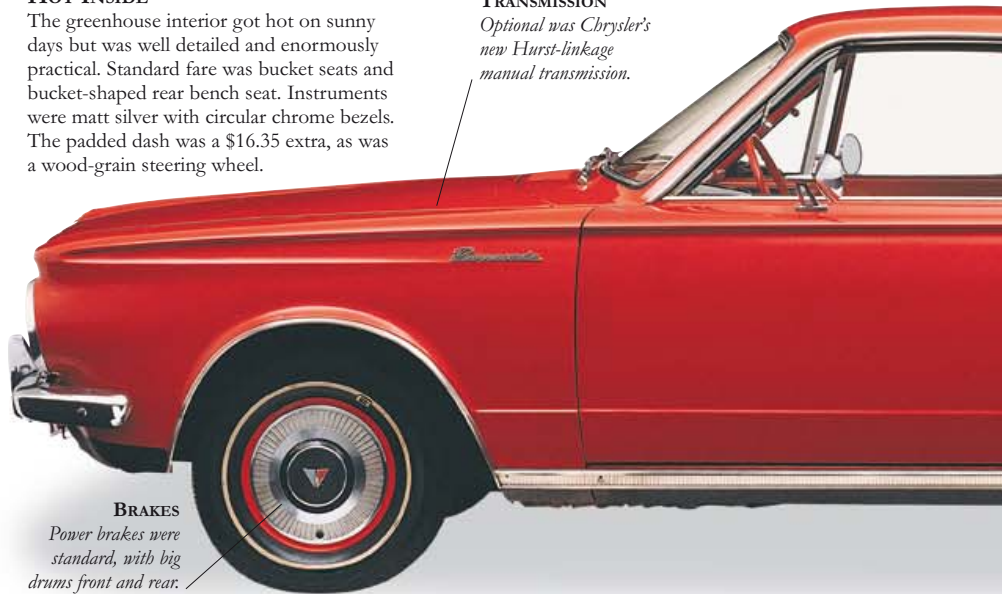 HOT INSIDE
The greenhouse interior got hot on sunny
days but was well detailed and enormously
practical. Standard fare was bucket seats and
bucket-shaped rear bench seat. Instruments
were matt silver with circular chrome bezels.
The padded dash was a $16.35 extra, as was
a wood-grain steering wheel.
TRANSMISSION
Optional was Chrysler's
new Hurst-linkage
manual transmission.
Barracuda
BRAKES
Power brakes were
standard, with big
drums front and rear.